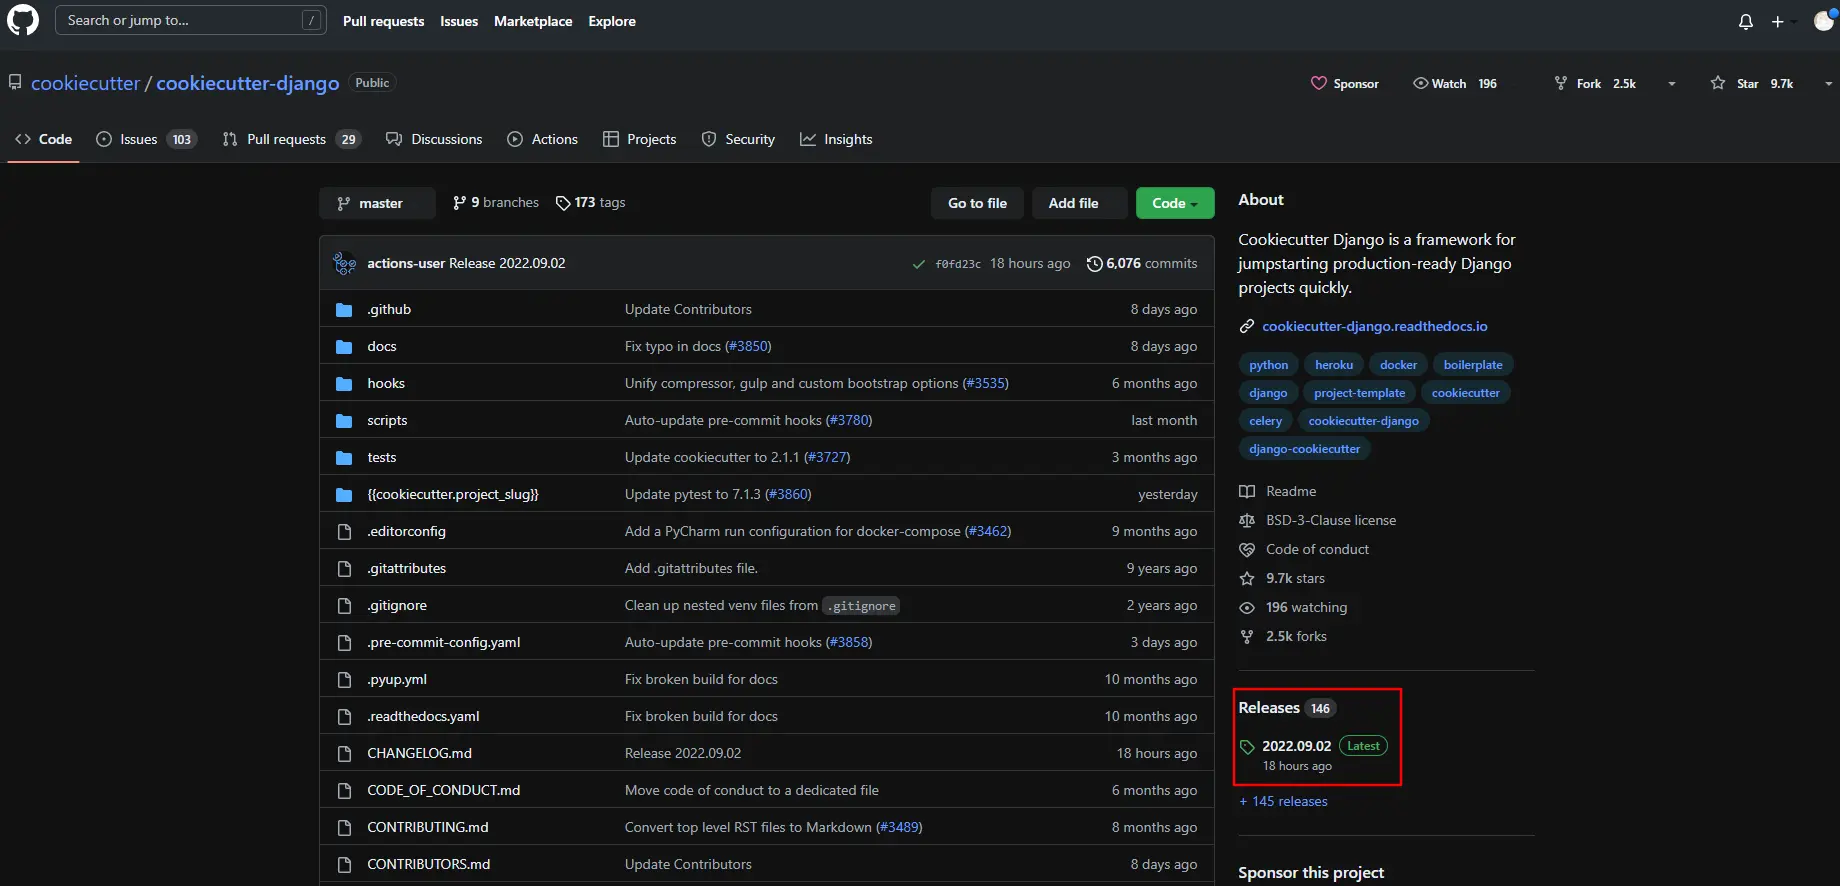 Search or jump to... /
Pull requests Issues Marketplace Explore
cookiecutter / cookiecutter-django Public
Sponsor Watch 196 Fork 2.5k Star 9.7k
Code Issues 103 Pull requests 29 Discussions Actions Projects Security Insights
master 9 branches 173 tags Go to file Add file Code
actions-user Release 2022.09.02 f0fd23c 18 hours ago 6,076 commits
.github Update Contributors 8 days ago
docs Fix typo in docs (#3850) 8 days ago
hooks Unify compressor, gulp and custom bootstrap options (#3535) 6 months ago
scripts Auto-update pre-commit hooks (#3780) last month
tests Update cookiecutter to 2.1.1 (#3727) 3 months ago
{{cookiecutter.project_slug}} Update pytest to 7.1.3 (#3860) yesterday
.editorconfig Add a PyCharm run configuration for docker-compose (#3462) 9 months ago
.gitattributes Add .gitattributes file. 9 years ago
.gitignore Clean up nested venv files from .gitignore 2 years ago
.pre-commit-config.yaml Auto-update pre-commit hooks (#3858) 3 days ago
.pyup.yml Fix broken build for docs 10 months ago
.readthedocs.yaml Fix broken build for docs 10 months ago
CHANGELOG.md Release 2022.09.02 18 hours ago
CODE_OF_CONDUCT.md Move code of conduct to a dedicated file 6 months ago
CONTRIBUTING.md Convert top level RST files to Markdown (#3489) 8 months ago
CONTRIBUTORS.md Update Contributors 8 days ago
About
Cookiecutter Django is a framework for
jumpstarting production-ready Django
projects quickly.
cookiecutter-django.readthedocs.io
python heroku docker boilerplate
django project-template cookiecutter
celery cookiecutter-django
django-cookiecutter
Readme
BSD-3-Clause license
Code of conduct
9.7k stars
196 watching
2.5k forks
Releases 146
2022.09.02 Latest
18 hours ago
+ 145 releases
Sponsor this project